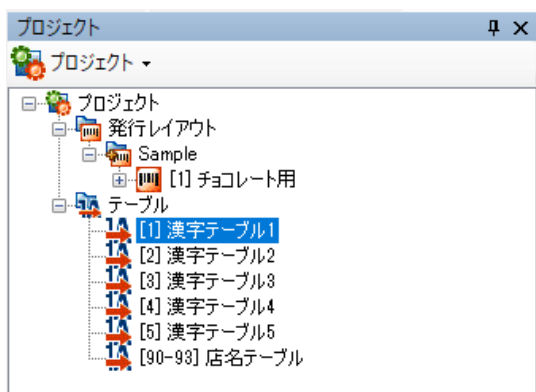 プロジェクト
プロジェクト
プロジェクト
発行レイアウト
Sample
[1] チョコレート用
テーブル
[1] 漢字テーブル1
[2] 漢字テーブル2
[3] 漢字テーブル3
[4] 漢字テーブル4
[5] 漢字テーブル5
[90-93] 店名テーブル